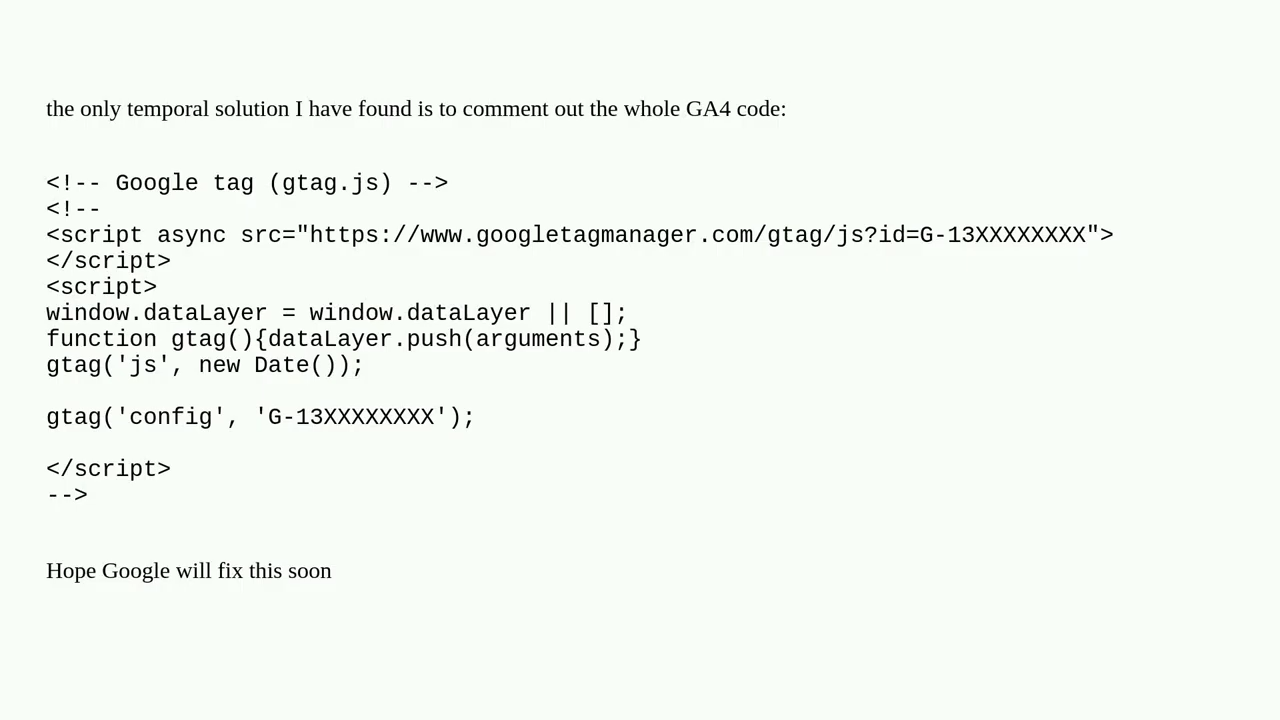 the only temporal solution I have found is to comment out the whole GA4 code:
<!-- Google tag (gtag.js) -->
<!--
<script async src="https://www.googletagmanager.com/gtag/js?id=G-13XXXXXXXX">
</script>
<script>
window.dataLayer = window.dataLayer || [];
function gtag(){dataLayer.push(arguments);}
gtag('js', new Date());
gtag('config', 'G-13XXXXXXXX');
</script>
-->
Hope Google will fix this soon